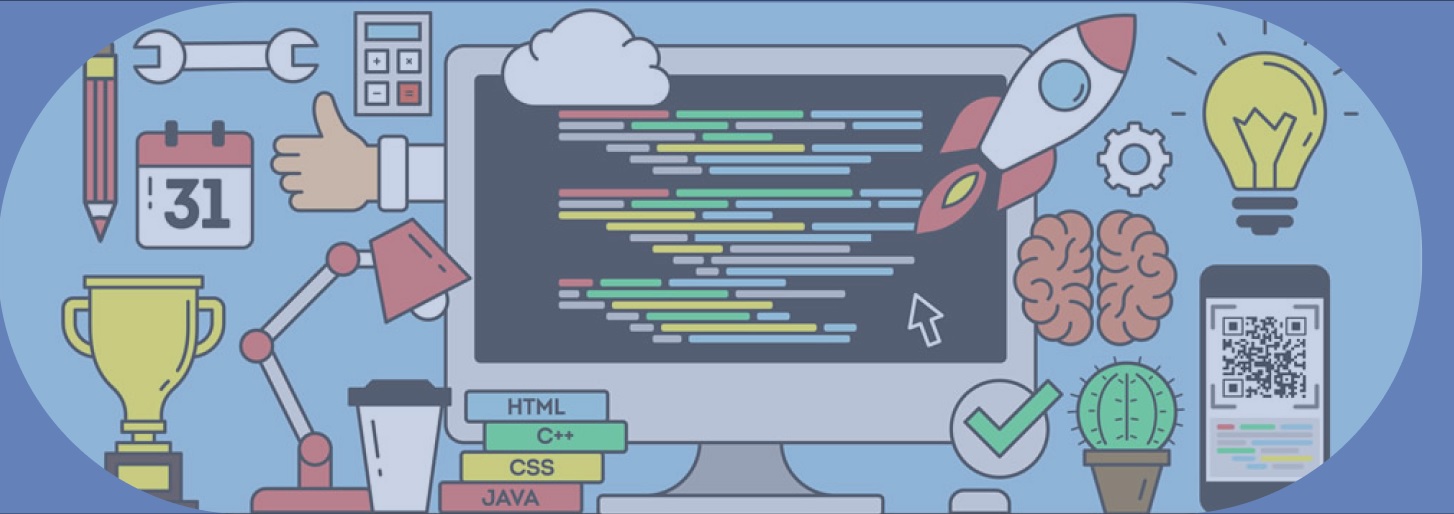 + ×
− =
31
HTML
C++
CSS
JAVA